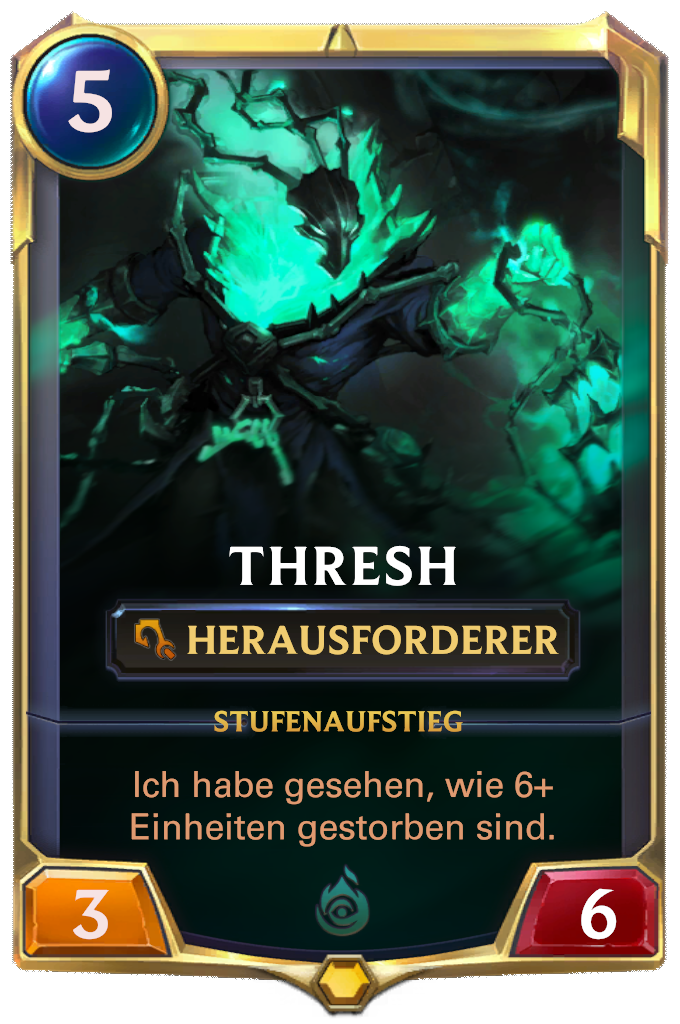 5
THRESH
HERAUSFORDERER
STUFENAUFSTIEG
Ich habe gesehen, wie 6+
Einheiten gestorben sind.
3
6